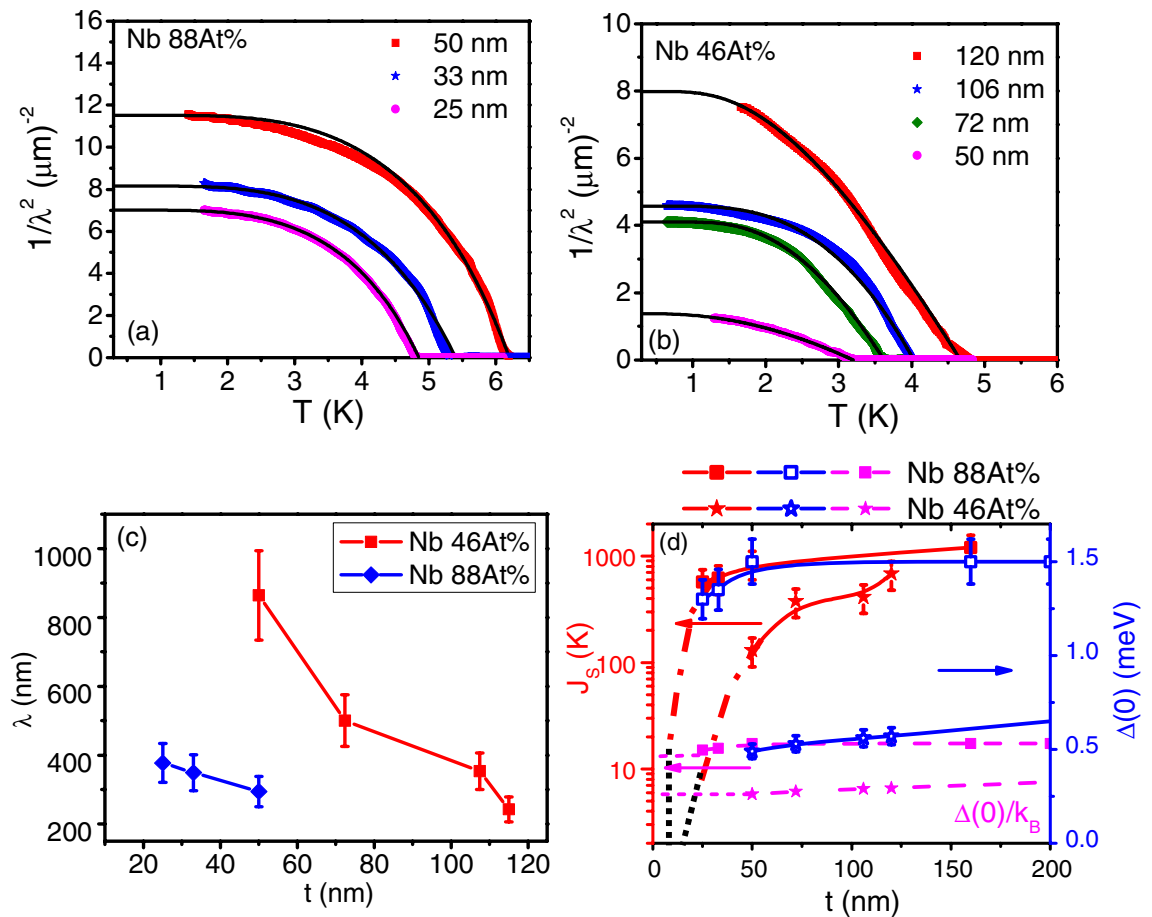 Nb 88At%
50 nm
33 nm
25 nm
(a)
16
14
12
10
8
6
4
2
0
1 2 3 4 5 6
1/λ² (μm)⁻²
T (K)
Nb 46At%
120 nm
106 nm
72 nm
50 nm
(b)
8
6
4
2
0
1 2 3 4 5 6
1/λ² (μm)⁻²
T (K)
(c)
Nb 46At%
Nb 88At%
1000
800
600
400
200
20 40 60 80 100 120
λ (nm)
t (nm)
Nb 88At%
Nb 46At%
(d)
1000
100
10
J_S (K)
1.5
1.0
0.5
0.0
Δ(0) (meV)
Δ(0)/k_B
0 50 100 150 200
t (nm)